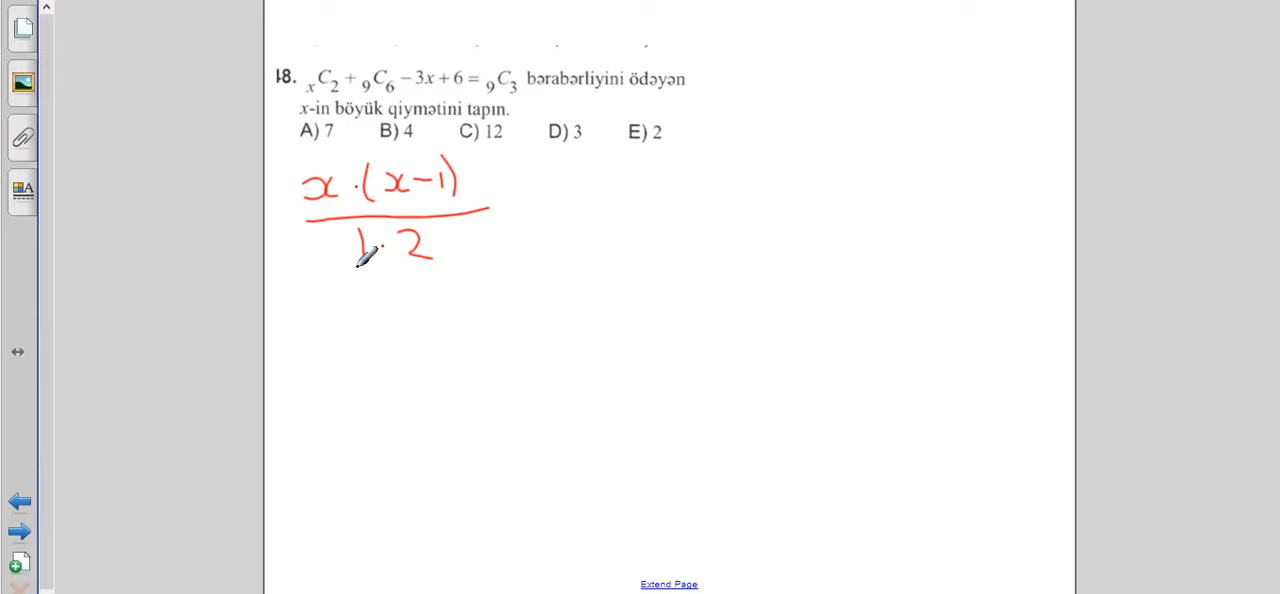 18. ₓC₂ + ₉C₆ − 3x + 6 = ₉C₃ bərabərliyini ödəyən
x-in böyük qiymətini tapın.
A) 7 B) 4 C) 12 D) 3 E) 2
x · (x − 1)
1 · 2
Extend Page